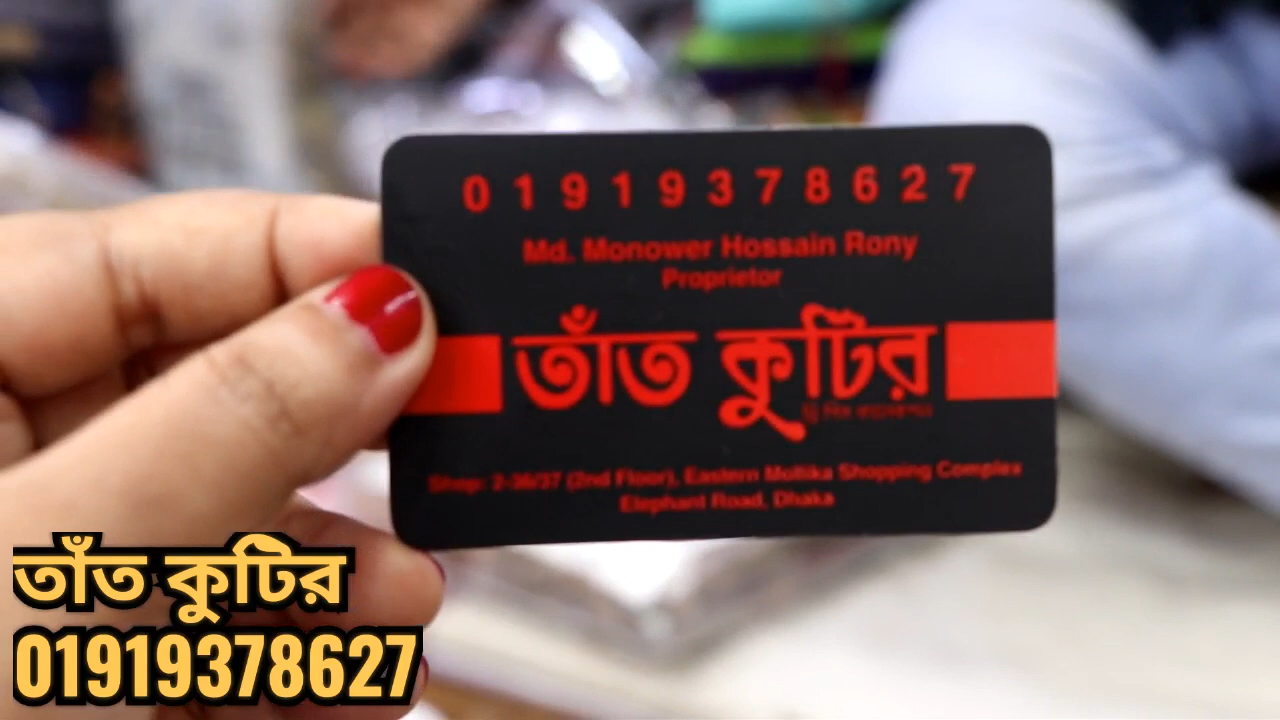 01919378627
Md. Monower Hossain Rony
Proprietor
তাঁত কুটির
Shop: 2-36/37 (2nd Floor), Eastern Mollika Shopping Complex
Elephant Road, Dhaka
তাঁত কুটির
01919378627